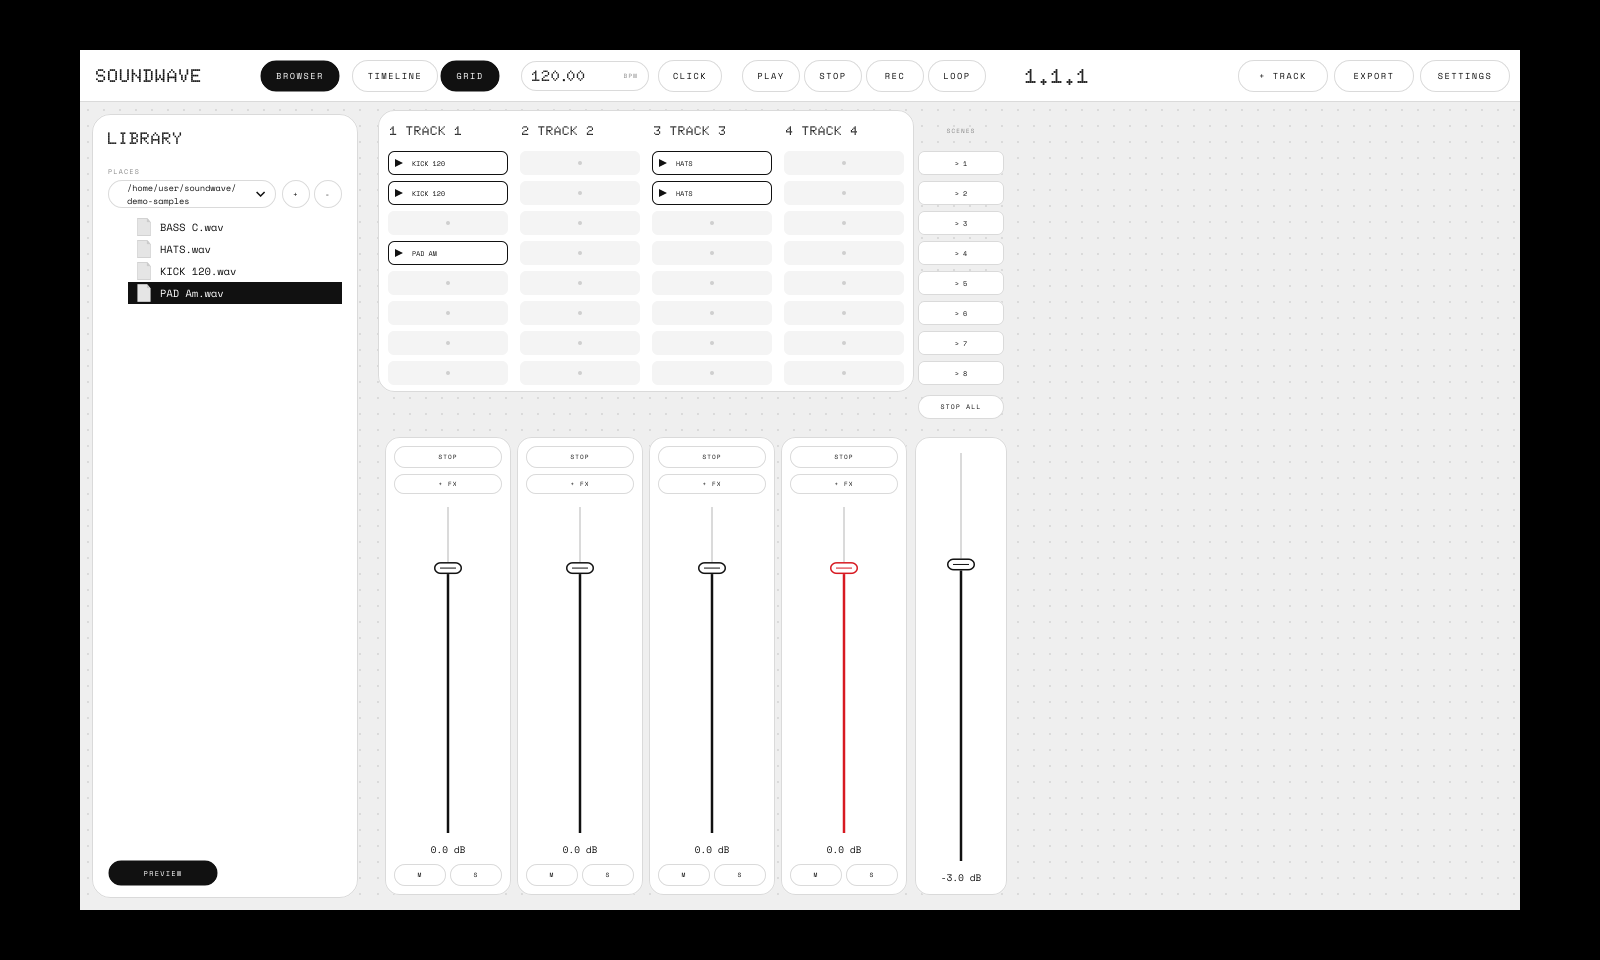 SOUNDWAVE BROWSER TIMELINE GRID 120.00 BPM CLICK PLAY STOP REC LOOP 1.1.1 + TRACK EXPORT SETTINGS
LIBRARY
PLACES
/home/user/soundwave/
demo-samples
+ -
BASS C.wav
HATS.wav
KICK 120.wav
PAD Am.wav
PREVIEW
1 TRACK 1 2 TRACK 2 3 TRACK 3 4 TRACK 4 SCENES
KICK 120 HATS > 1
KICK 120 HATS > 2
> 3
PAD AM > 4
> 5
> 6
> 7
> 8
STOP ALL
STOP STOP STOP STOP
+ FX + FX + FX + FX
0.0 dB 0.0 dB 0.0 dB 0.0 dB
M S M S M S M S
-3.0 dB